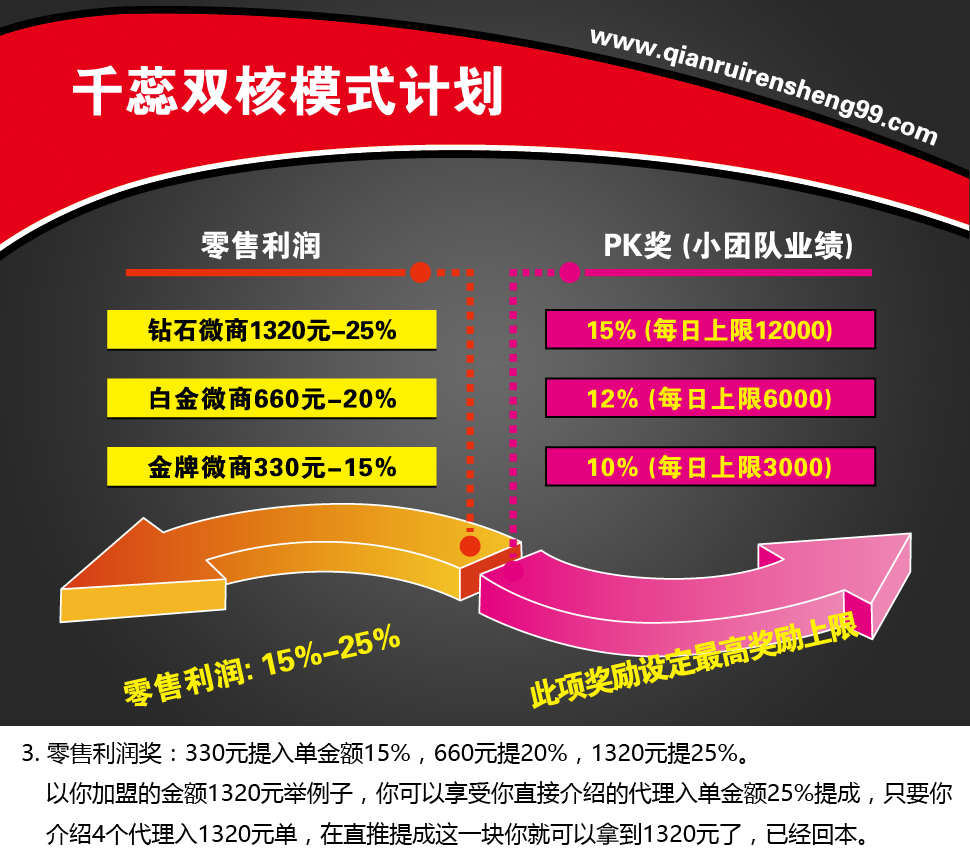 千蕊双核模式计划
www.qianruirensheng99.com
零售利润
PK奖 (小团队业绩)
钻石微商1320元-25%
15% (每日上限12000)
白金微商660元-20%
12% (每日上限6000)
金牌微商330元-15%
10% (每日上限3000)
零售利润: 15%-25%
此项奖励设定最高奖励上限
3. 零售利润奖：330元提入单金额15%，660元提20%，1320元提25%。
以你加盟的金额1320元举例子，你可以享受你直接介绍的代理入单金额25%提成，只要你
介绍4个代理入1320元单，在直推提成这一块你就可以拿到1320元了，已经回本。